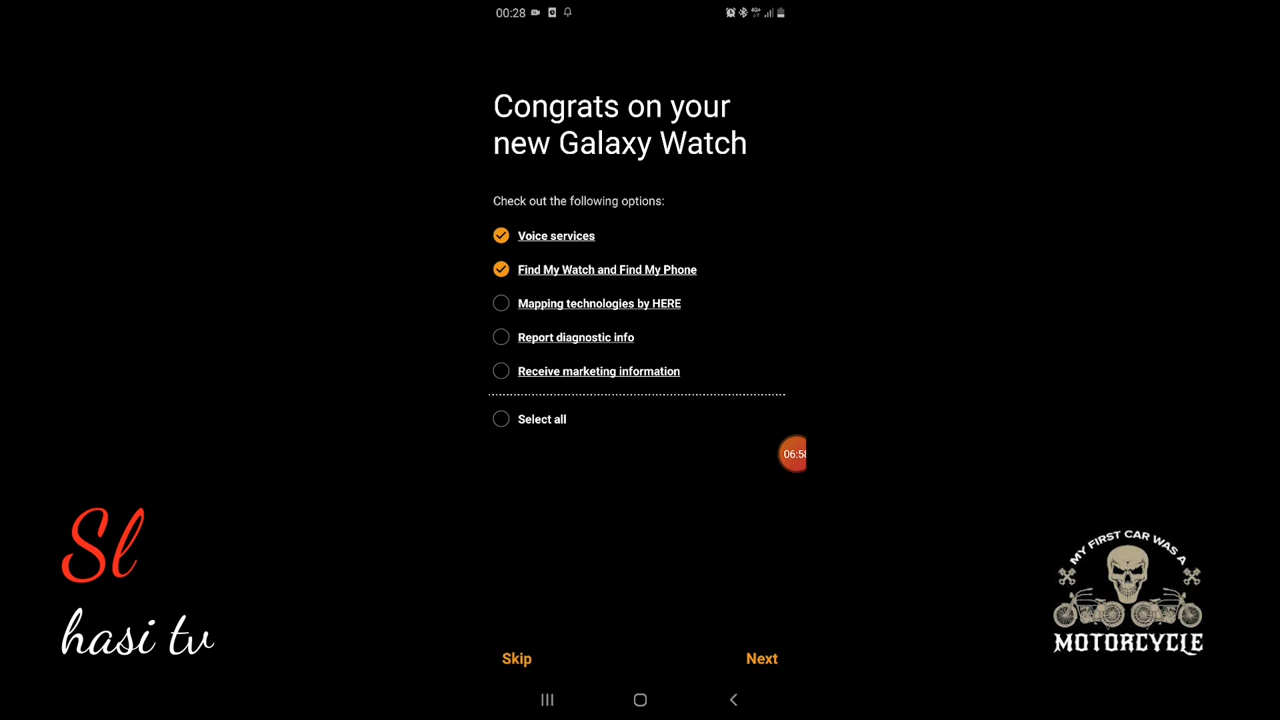 00:28
4G+
Congrats on your
new Galaxy Watch
Check out the following options:
Voice services
Find My Watch and Find My Phone
Mapping technologies by HERE
Report diagnostic info
Receive marketing information
Select all
06:58
Sl
hasi tv
MY FIRST CAR WAS A
MOTORCYCLE
Skip
Next